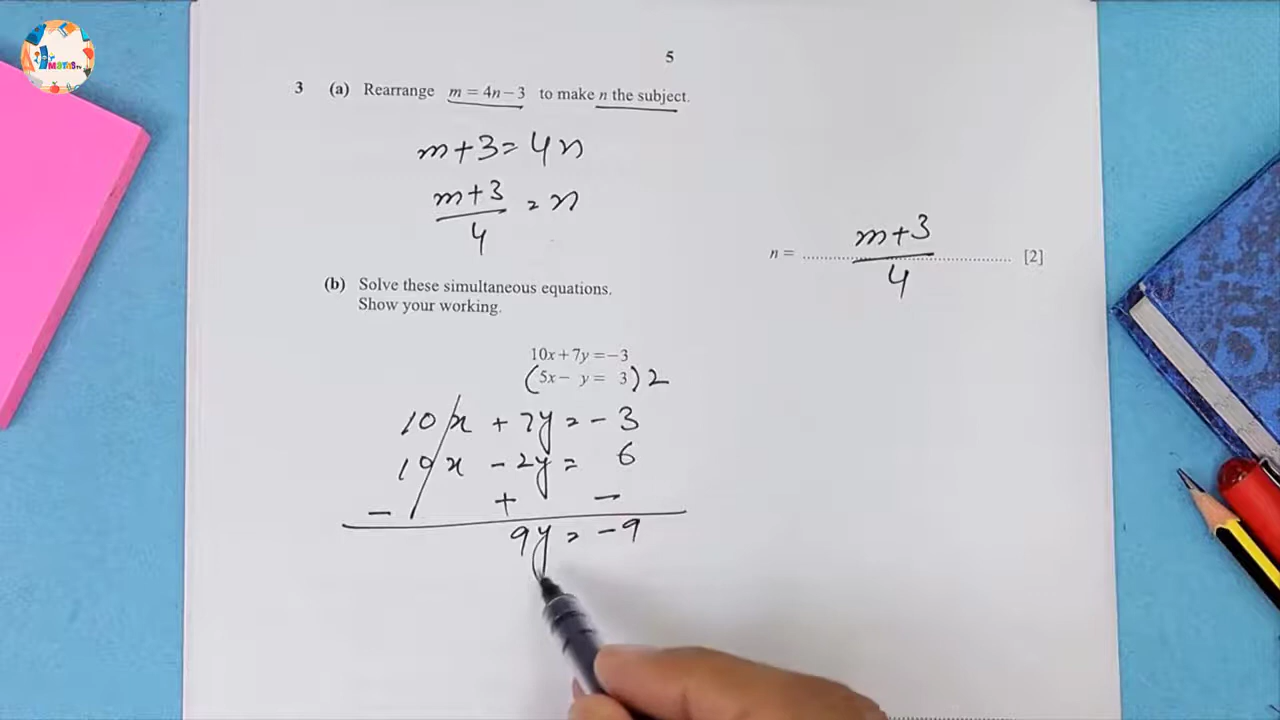 5
3 (a) Rearrange m = 4n – 3 to make n the subject.
m+3 = 4n
m+3
4
= n
n = m+3
4
[2]
(b) Solve these simultaneous equations.
Show your working.
10x + 7y = –3
(5x – y = 3) 2
10x + 7y = -3
10x - 2y = 6
- + -
9y = -9